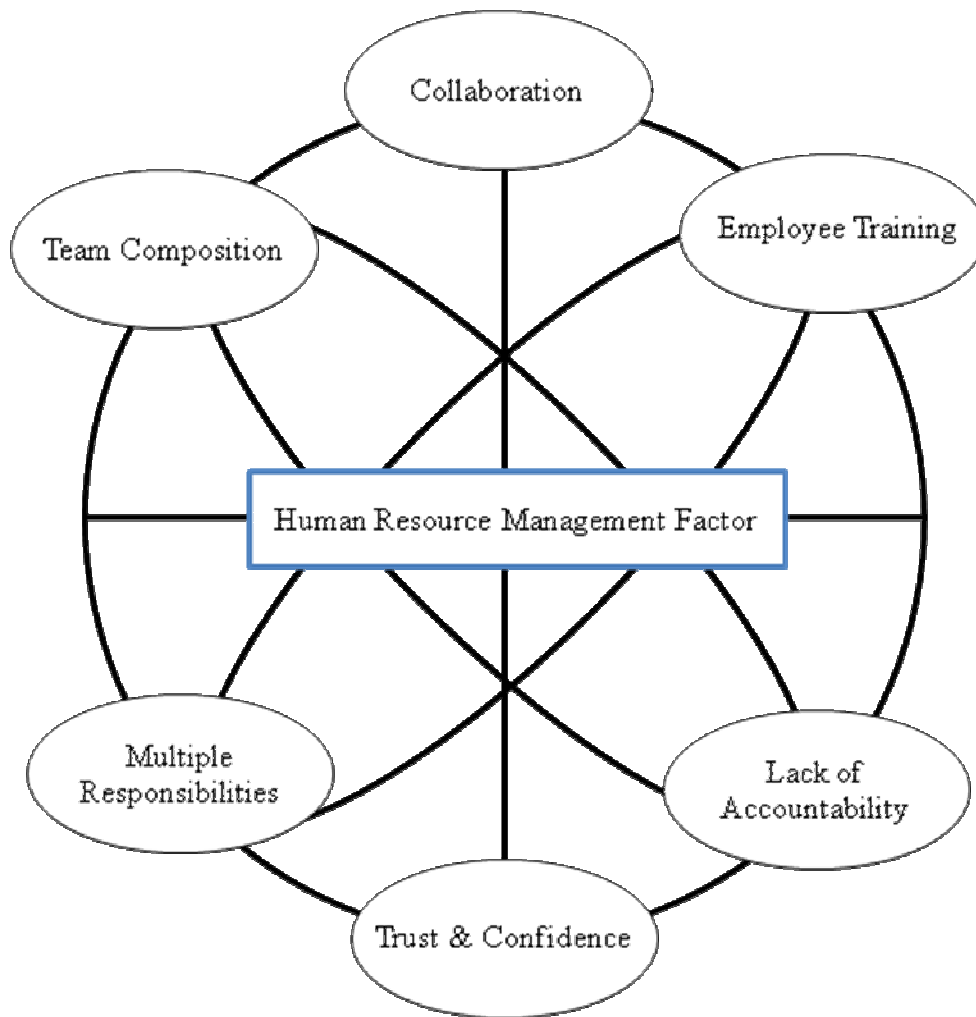 Collaboration
Employee Training
Team Composition
Human Resource Management Factor
Multiple
Responsibilities
Lack of
Accountability
Trust & Confidence